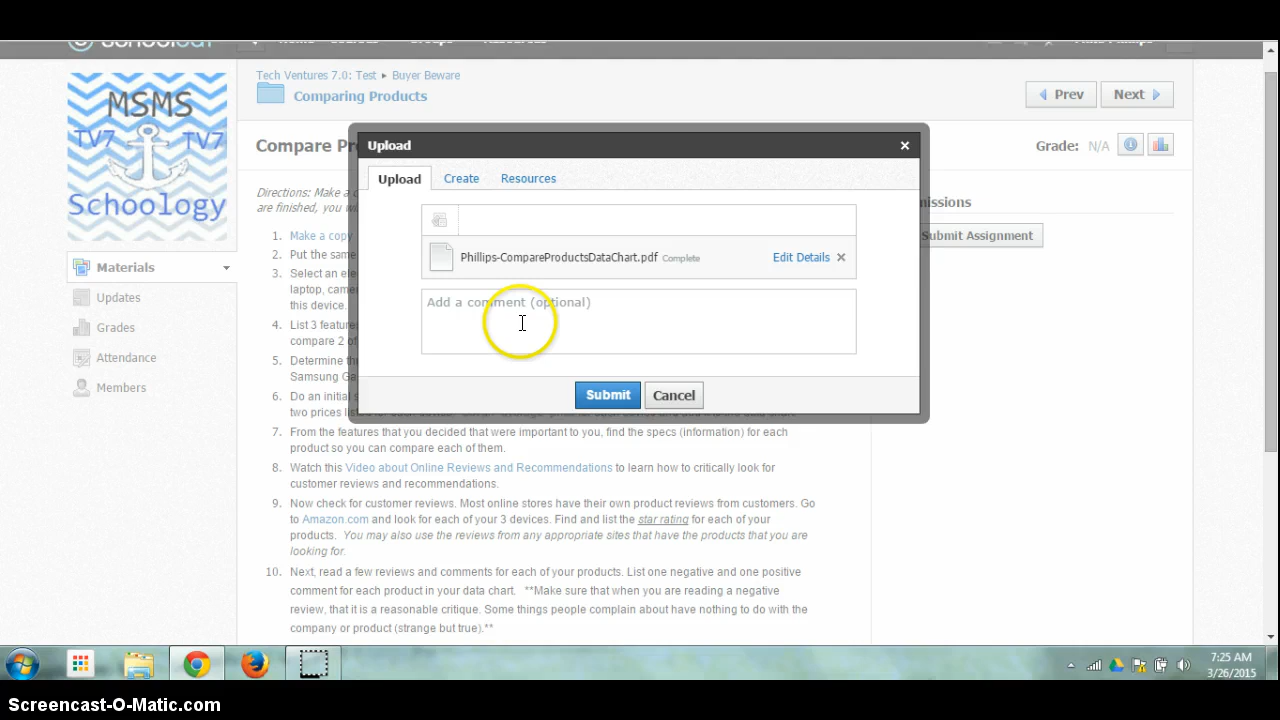 Tech Ventures 7.0: Test ▸ Buyer Beware
Comparing Products
Prev
Next
MSMS
TV7 TV7
Schoology
Compare
Grade: N/A
Upload
Upload
Create
Resources
Phillips-CompareProductsDataChart.pdf Complete
Edit Details
Add a comment (optional)
Submit
Cancel
Submit Assignment
Materials
Updates
Grades
Attendance
Members
Directions: Make a
are finished, you
1. Make a copy
2. Put the same
3. Select an
this device.
4. List 3
compare 2 of
5. Determine
Samsung
6. Do an initial
7. From the features that you decided that were important to you, find the specs (information) for each
product so you can compare each of them.
8. Watch this Video about Online Reviews and Recommendations to learn how to critically look for
customer reviews and recommendations.
9. Now check for customer reviews. Most online stores have their own product reviews from customers. Go
to Amazon.com and look for each of your 3 devices. Find and list the star rating for each of your
products. You may also use the reviews from any appropriate sites that have the products that you are
looking for.
10. Next, read a few reviews and comments for each of your products. List one negative and one positive
comment for each product in your data chart. **Make sure that when you are reading a negative
review, that it is a reasonable critique. Some things people complain about have nothing to do with the
company or product (strange but true).**
7:25 AM
3/26/2015
Screencast-O-Matic.com